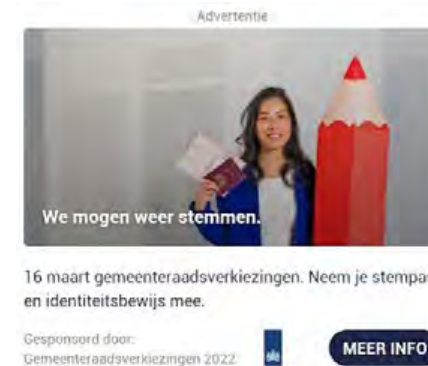 Advertentie
We mogen weer stemmen.
16 maart gemeenteraadsverkiezingen. Neem je stempas
en identiteitsbewijs mee.
Gesponsord door:
Gemeenteraadsverkiezingen 2022
MEER INFO